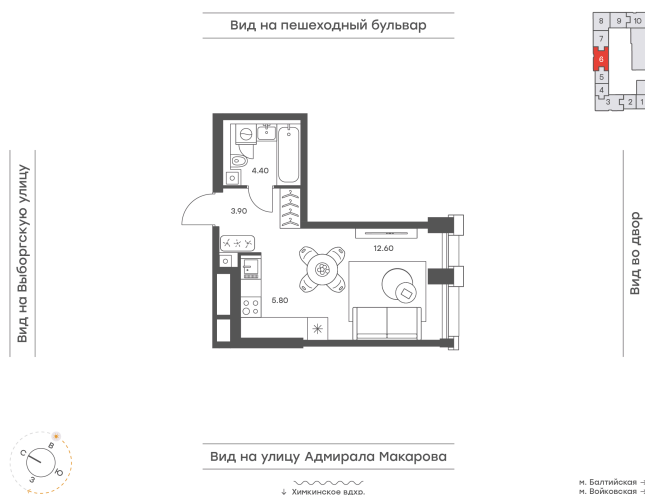 Вид на пешеходный бульвар
8 9 10
7
6
5
4
3 2 1
Вид на Выборгскую улицу
4.40
3.90
12.60
5.80
Вид во двор
Вид на улицу Адмирала Макарова
С В Ю З
↓ Химкинское вдхр.
м. Балтийская →
м. Войковская →